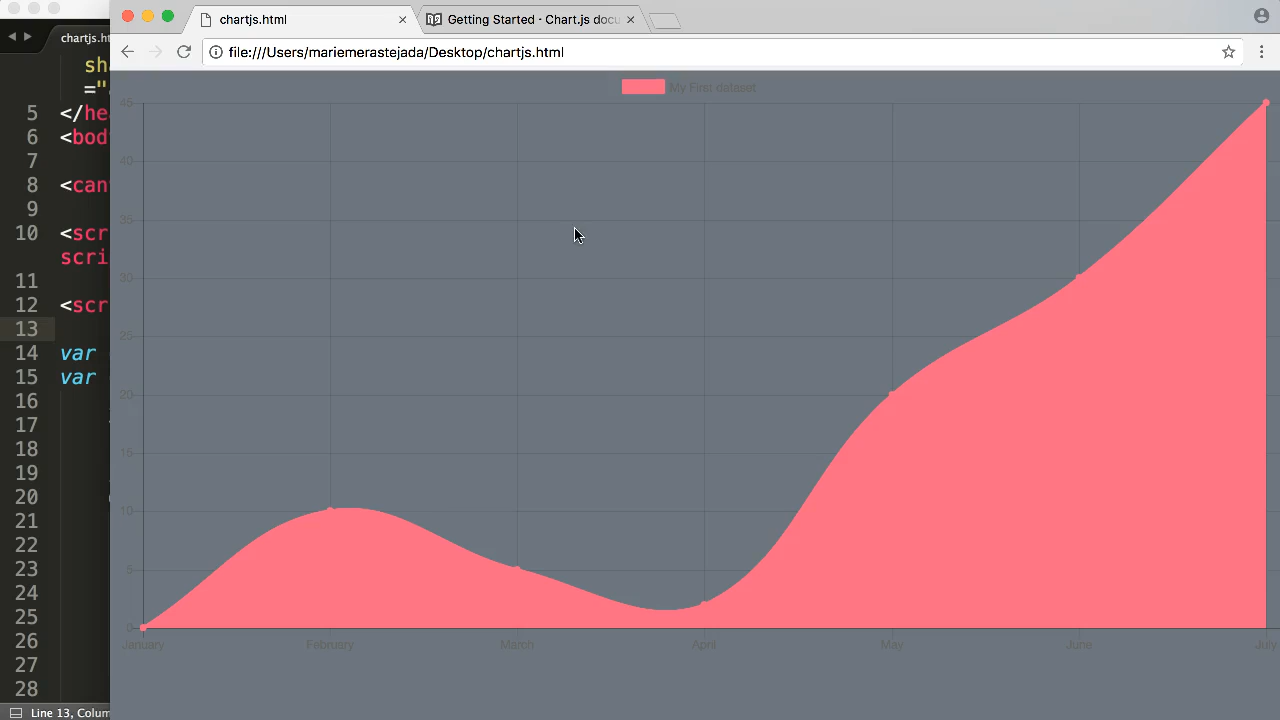 chartjs.html
Getting Started · Chart.js docu
file:///Users/mariemerastejada/Desktop/chartjs.html
chartjs.h
sha
="
5 </he
6 <bod
7
8 <can
9
10 <scr
scri
11
12 <scr
13
14 var
15 var
16
17
18
19
20
21
22
23
24
25
26
27
28
Line 13, Colum
My First dataset
45
40
35
30
25
20
15
10
5
0
January February March April May June July